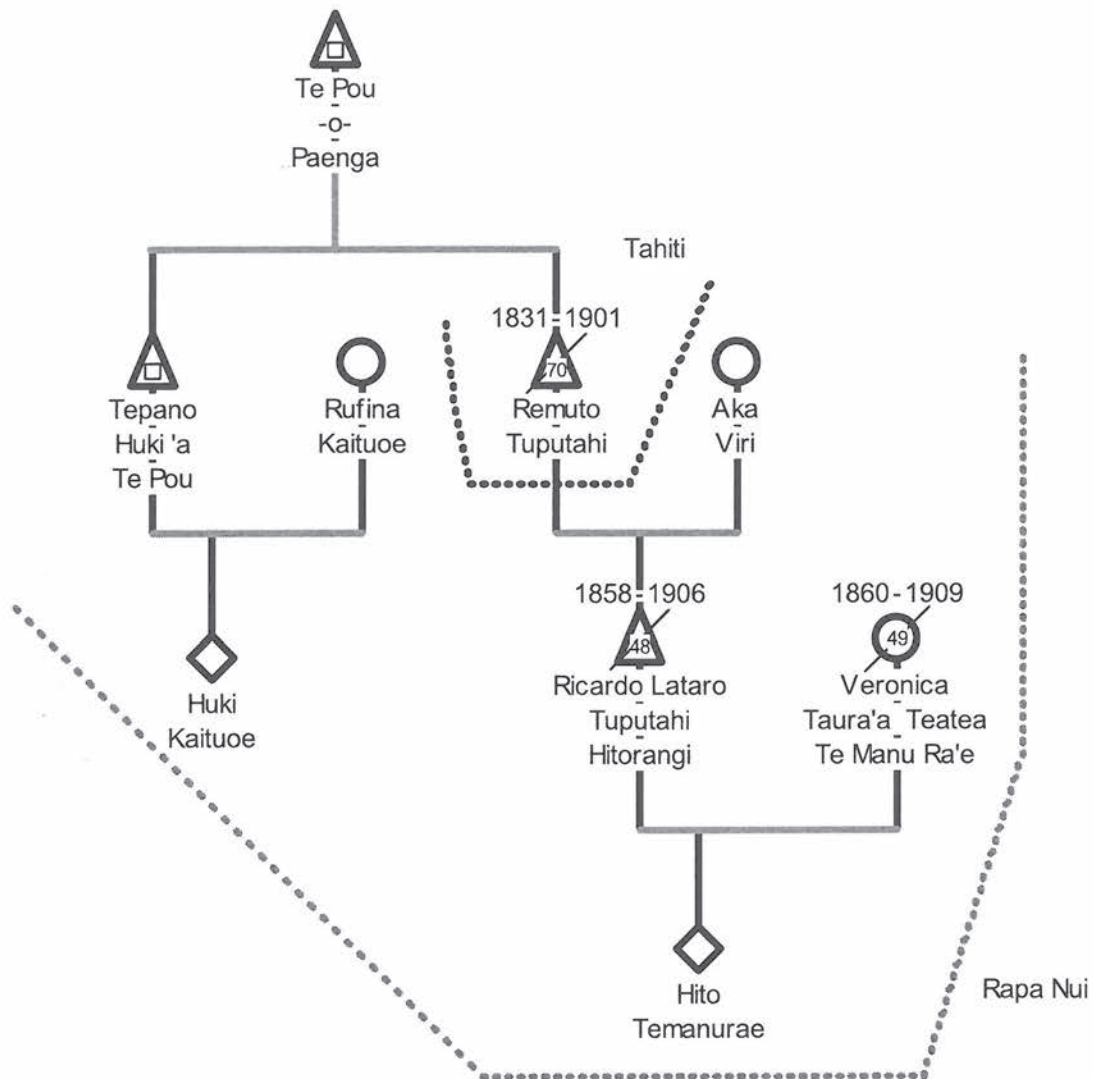 Te Pou
-o-
Paenga
Tahiti
1831-1901
70
Tepano
Huki 'a
Te Pou
Rufina
Kaituoe
Remuto
Tuputahi
Aka
Viri
1858-1906
48
1860-1909
49
Huki
Kaituoe
Ricardo Lataro
Tuputahi
Hitorangi
Veronica
Taura'a Teatea
Te Manu Ra'e
Hito
Temanurae
Rapa Nui